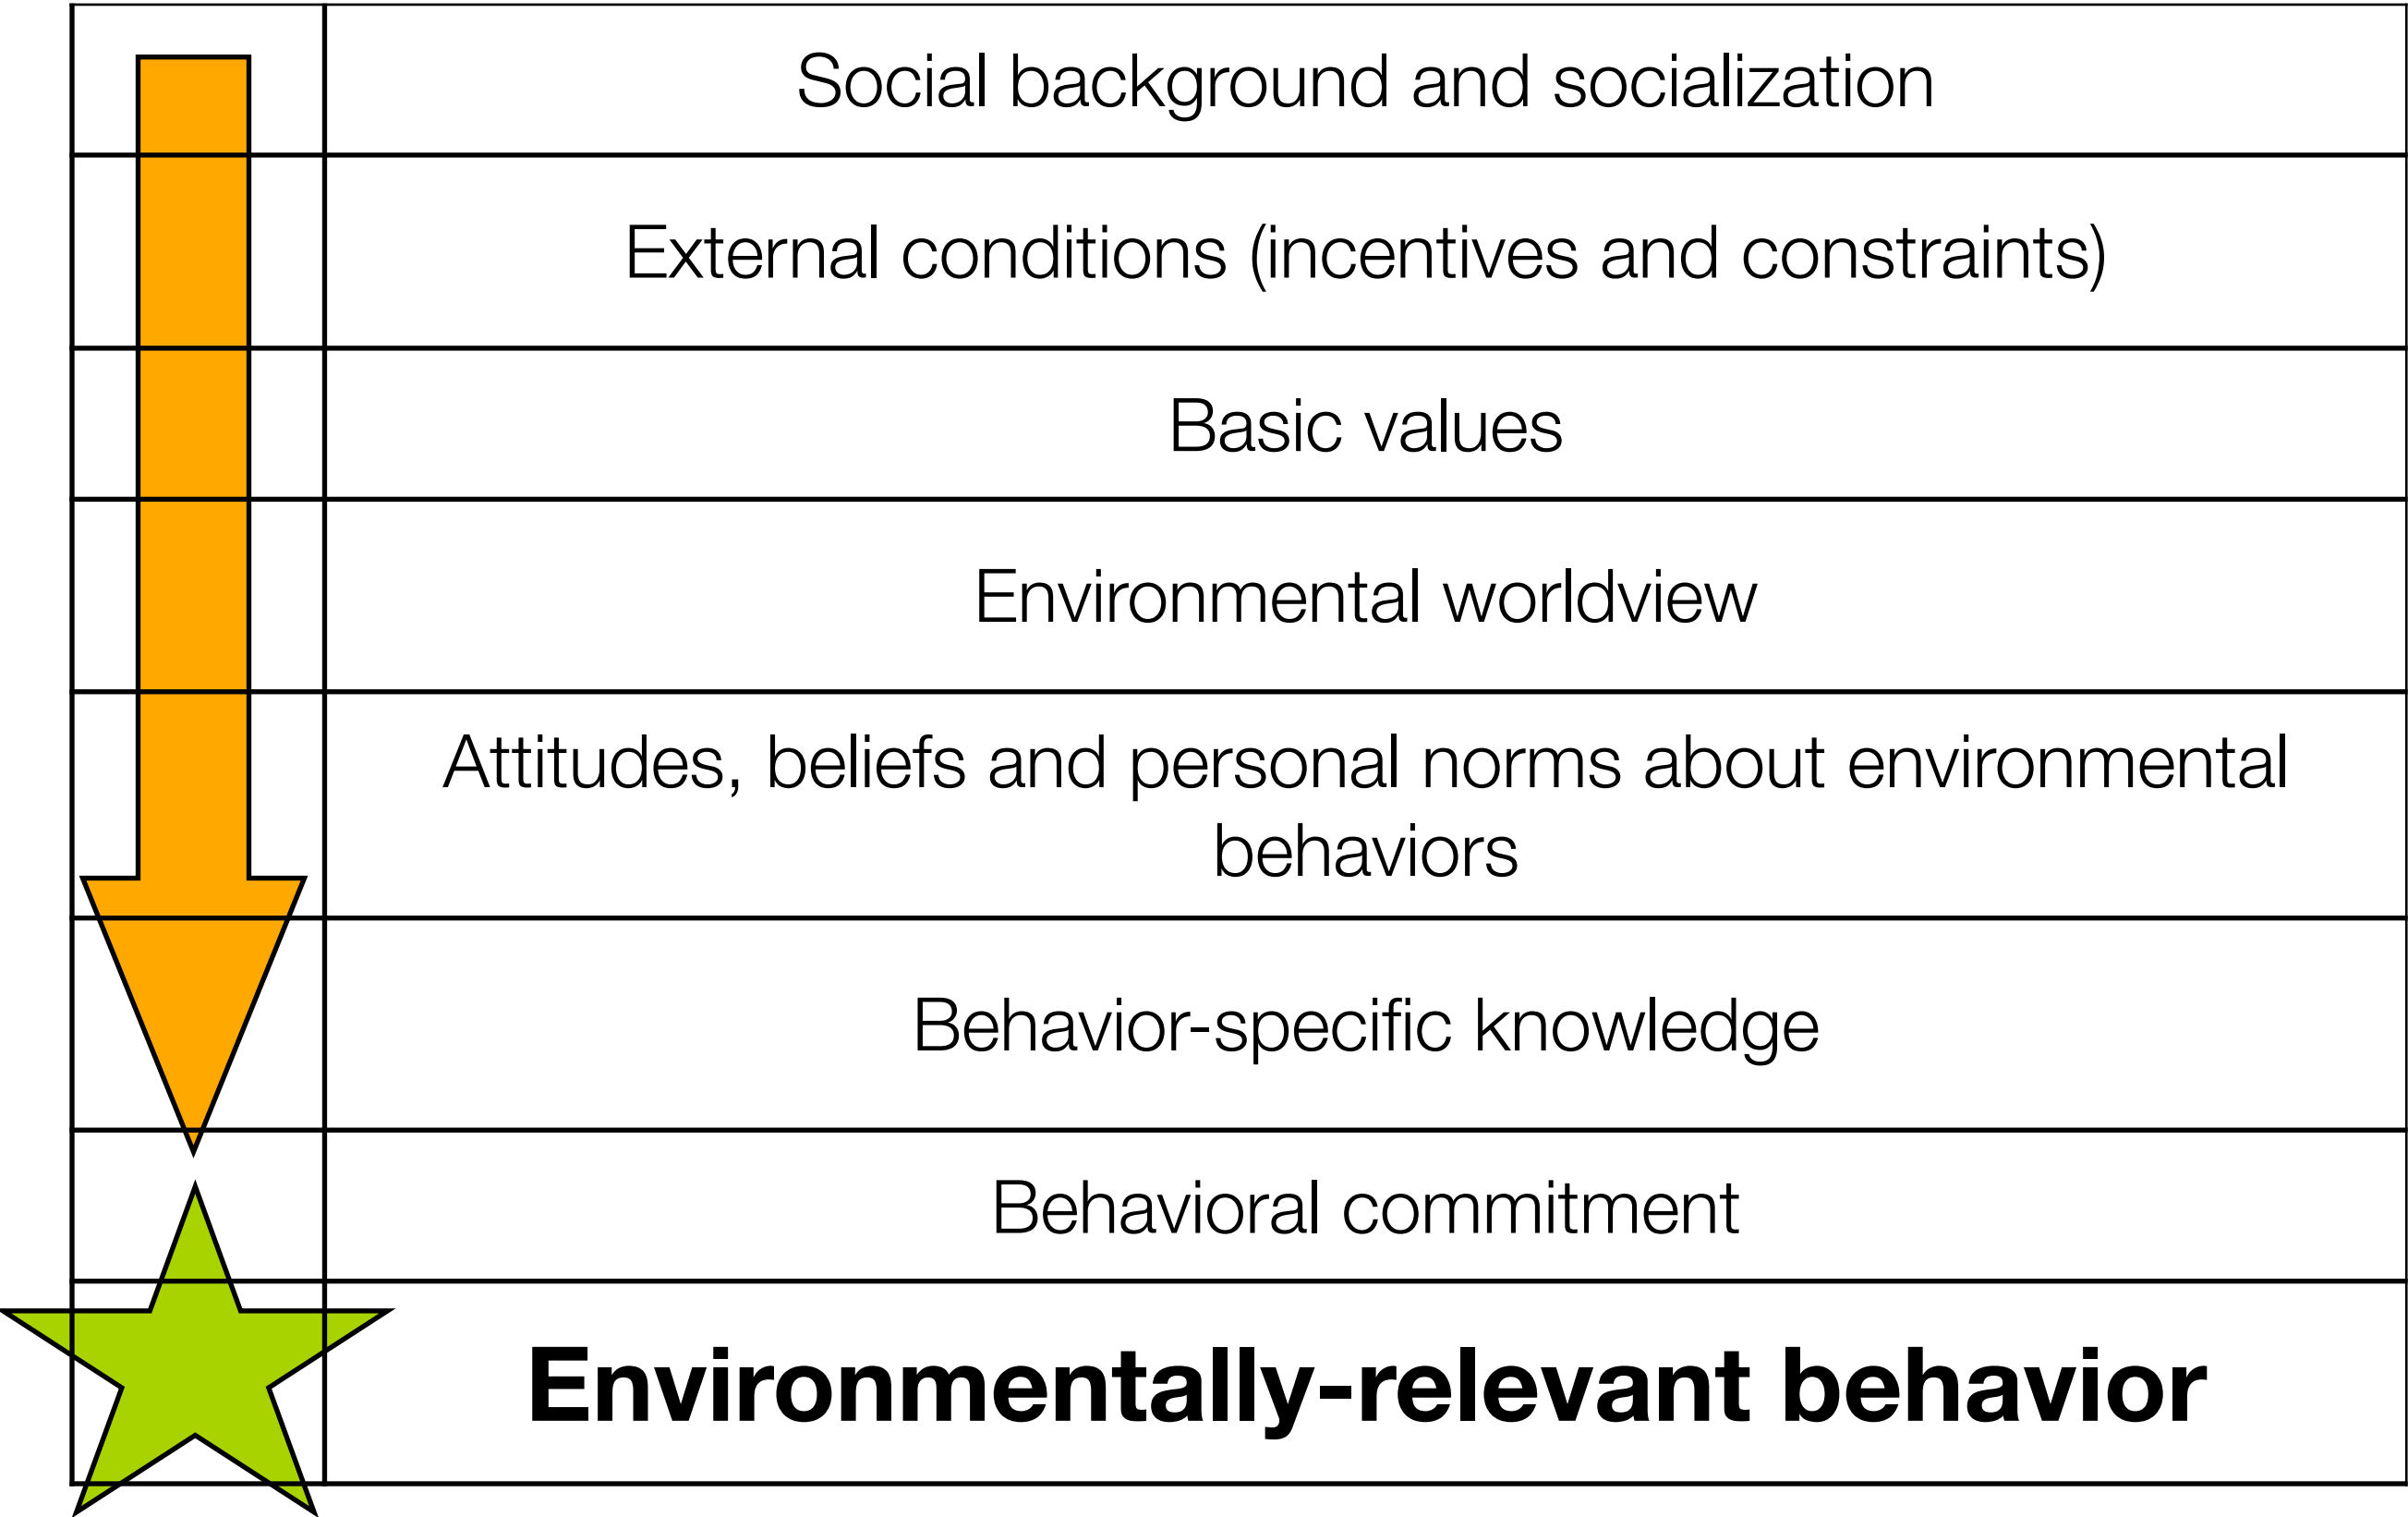 Social background and socialization
External conditions (incentives and constraints)
Basic values
Environmental worldview
Attitudes, beliefs and personal norms about environmental
behaviors
Behavior-specific knowledge
Behavioral commitment
Environmentally-relevant behavior